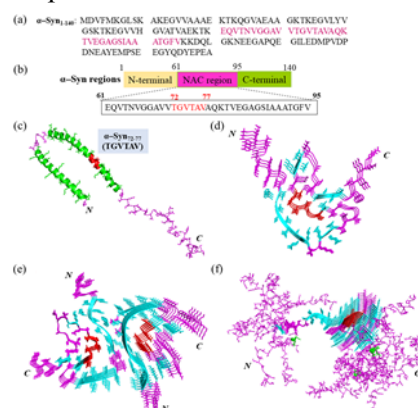 (a) α-Syn1-140: MDVFMKGLSK AKEGVVAAAE KTKQGVAEAA GKTKEGVLYV
GSKTKEGVVH GVATVAEKTK EQVTNVGGAV VTGVTAVAQK
TVEGAGSIAA ATGFVKKDQL GKNEEGAPQE GILEDMPVDP
DNEAYEMPSE EGYQDYEPEA
(b) 1 61 95 140
α-Syn regions N-terminal NAC region C-terminal
61 72 77 95
EQVTNVGGAVVTGVTAVAQKTVEGAGSIAAATGFV
(c) (d)
α-Syn72-77
(TGVTAV)
N C
N C
(e) (f)
N C
C N
N C